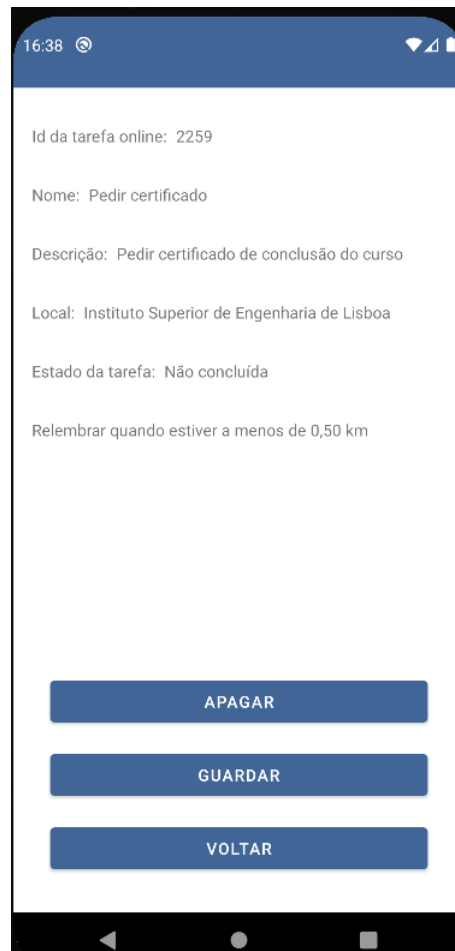 16:38
Id da tarefa online: 2259
Nome: Pedir certificado
Descrição: Pedir certificado de conclusão do curso
Local: Instituto Superior de Engenharia de Lisboa
Estado da tarefa: Não concluída
Relembrar quando estiver a menos de 0,50 km
APAGAR
GUARDAR
VOLTAR